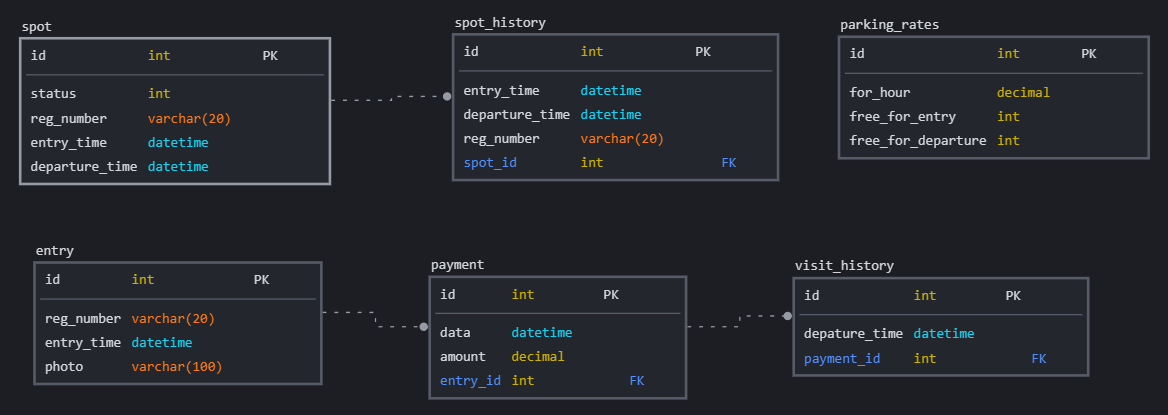 spot
id int PK
status int
reg_number varchar(20)
entry_time datetime
departure_time datetime
spot_history
id int PK
entry_time datetime
departure_time datetime
reg_number varchar(20)
spot_id int FK
parking_rates
id int PK
for_hour decimal
free_for_entry int
free_for_departure int
entry
id int PK
reg_number varchar(20)
entry_time datetime
photo varchar(100)
payment
id int PK
data datetime
amount decimal
entry_id int FK
visit_history
id int PK
depature_time datetime
payment_id int FK